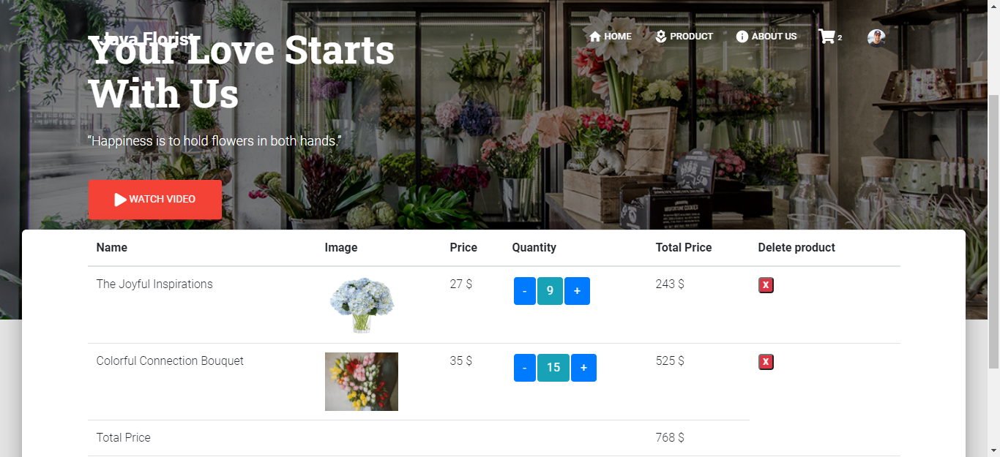 Java Florist
HOME PRODUCT ABOUT US 2
Your Love Starts
With Us
“Happiness is to hold flowers in both hands.”
WATCH VIDEO
MISFORTUNE COOKIES
Name Image Price Quantity Total Price Delete product
The Joyful Inspirations 27 $ - 9 + 243 $ X
Colorful Connection Bouquet 35 $ - 15 + 525 $ X
Total Price 768 $